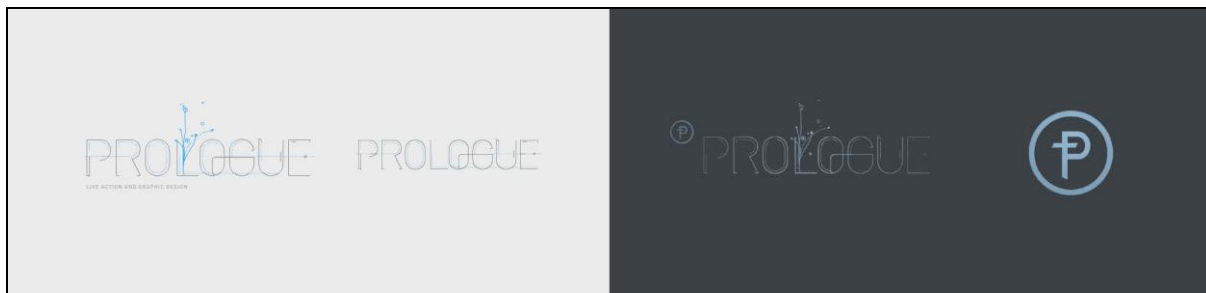 PROLOGUE
LIVE ACTION AND GRAPHIC DESIGN
PROLOGUE
P
PROLOGUE
P